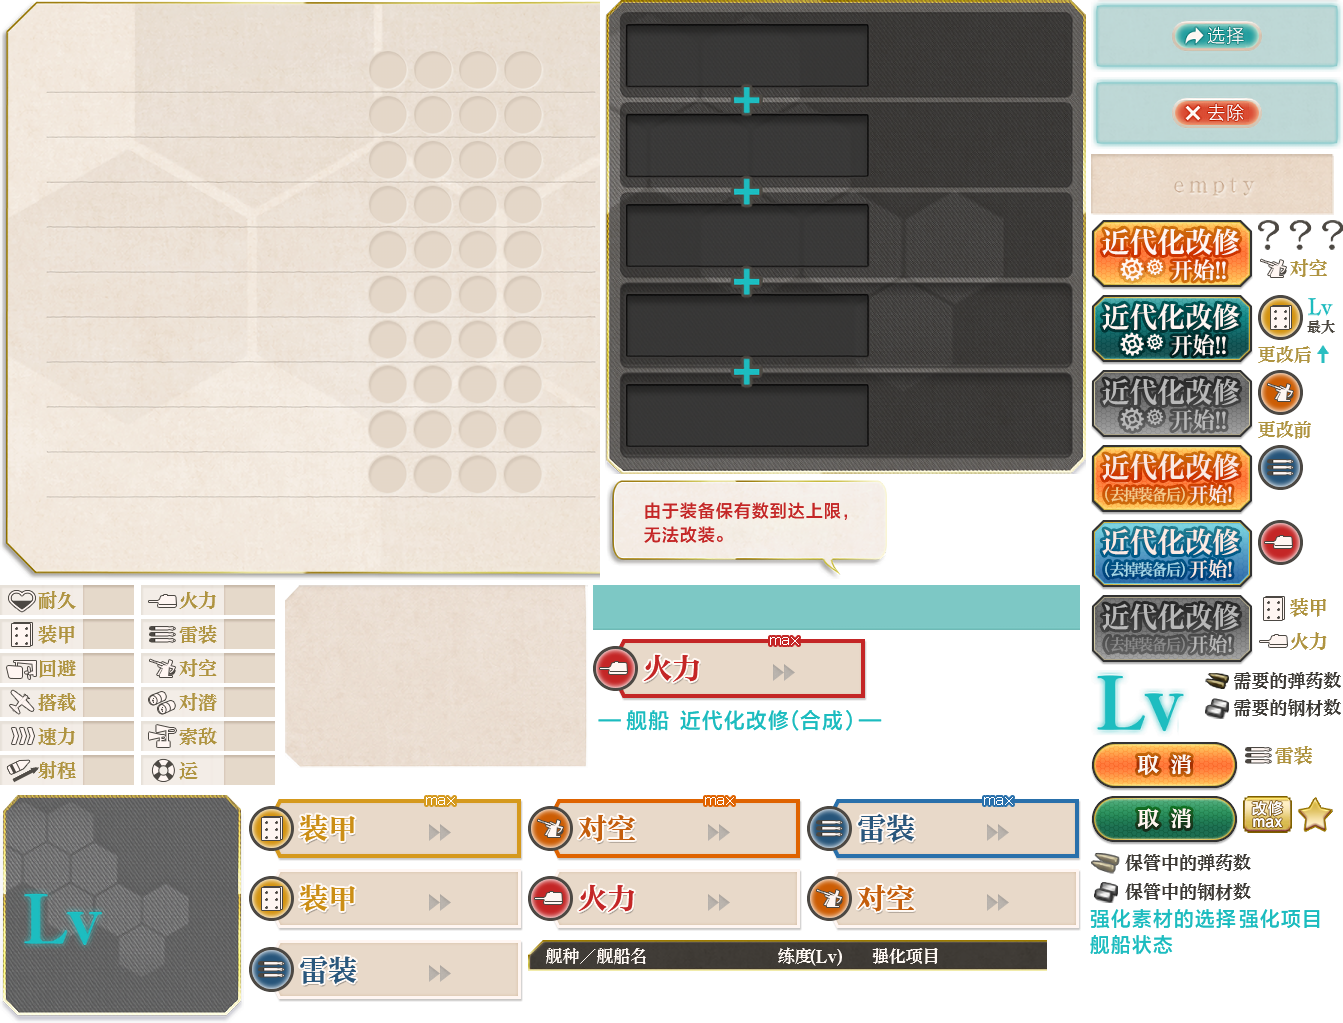 选择
去除
empty
近代化改修
开始!!
? ? ?
对空
近代化改修
开始!!
Lv
最大
更改后
近代化改修
开始!!
更改前
近代化改修
(去掉装备后)开始!
近代化改修
(去掉装备后)开始!
近代化改修
(去掉装备后)开始!
装甲
火力
由于装备保有数到达上限，
无法改装。
耐久
火力
装甲
雷装
回避
对空
搭载
对潜
速力
索敌
射程
运
max
火力
舰船 近代化改修(合成)
Lv
需要的弹药数
需要的钢材数
取消
雷装
取消
改修
max
保管中的弹药数
保管中的钢材数
强化素材的选择 强化项目
舰船状态
Lv
max
装甲
max
对空
max
雷装
装甲
火力
对空
雷装
舰种／舰船名 练度(Lv) 强化项目